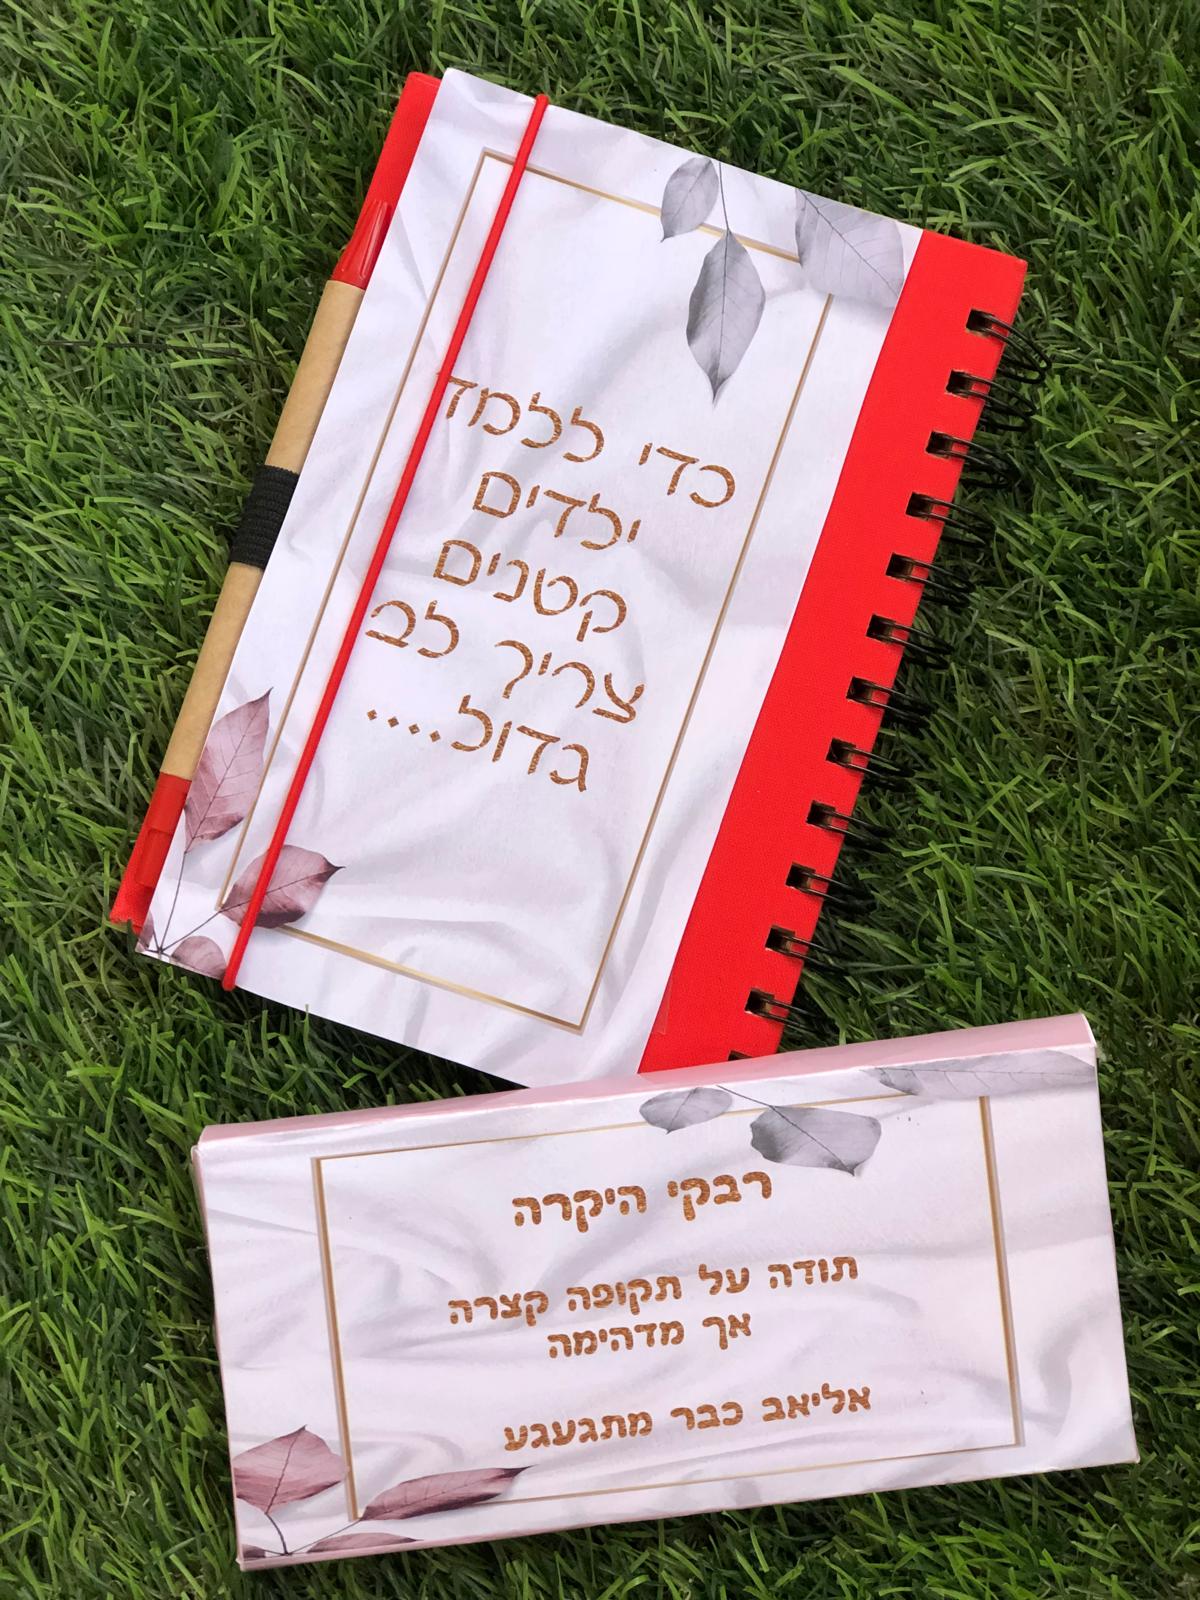 כדי ללמד
ילדים
קטנים
צריך לב
גדול....
רבקי היקרה
תודה על תקופה קצרה
אך מדהימה
אליאב כבר מתגעגע